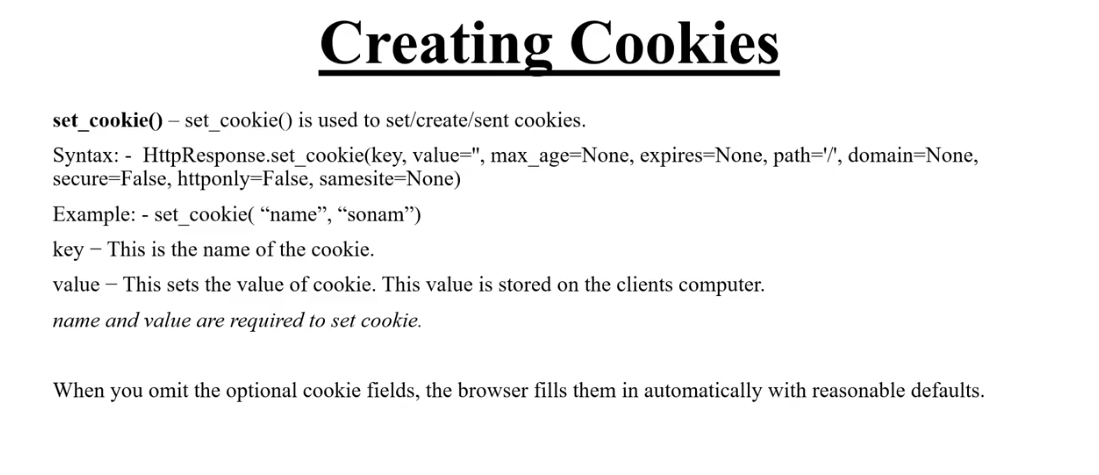 Creating Cookies
set_cookie() – set_cookie() is used to set/create/sent cookies.
Syntax: -  HttpResponse.set_cookie(key, value='', max_age=None, expires=None, path='/', domain=None,
secure=False, httponly=False, samesite=None)
Example: - set_cookie( “name”, “sonam”)
key − This is the name of the cookie.
value − This sets the value of cookie. This value is stored on the clients computer.
name and value are required to set cookie.
When you omit the optional cookie fields, the browser fills them in automatically with reasonable defaults.